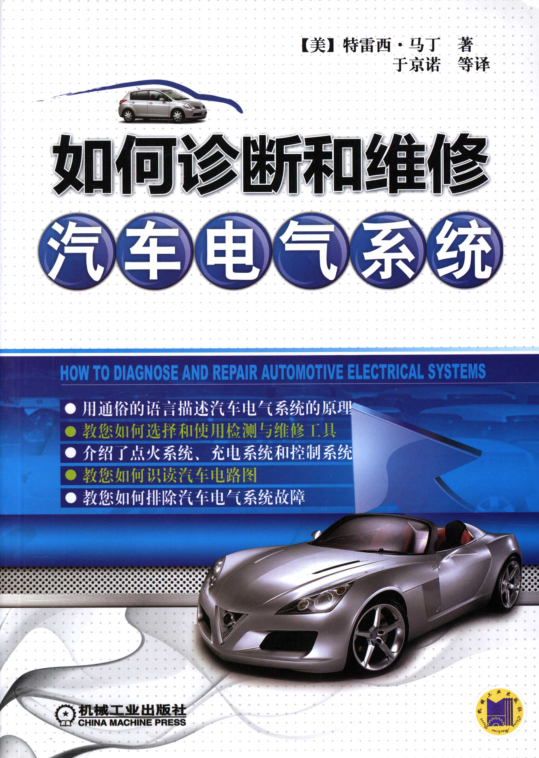 【美】特雷西·马丁 著
于京诺 等译
如何诊断和维修
汽车电气系统
HOW TO DIAGNOSE AND REPAIR AUTOMOTIVE ELECTRICAL SYSTEMS
●用通俗的语言描述汽车电气系统的原理
●教您如何选择和使用检测与维修工具
●介绍了点火系统、充电系统和控制系统
●教您如何识读汽车电路图
●教您如何排除汽车电气系统故障
机械工业出版社
CHINA MACHINE PRESS